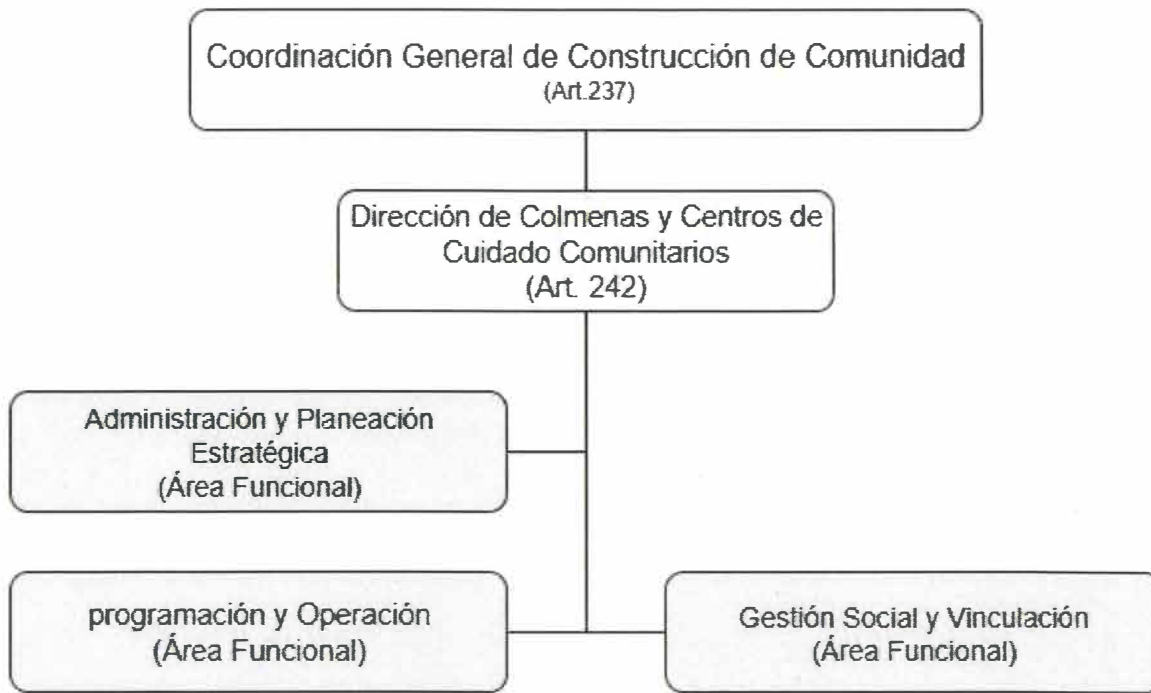 Coordinación General de Construcción de Comunidad
(Art.237)
Dirección de Colmenas y Centros de
Cuidado Comunitarios
(Art. 242)
Administración y Planeación
Estratégica
(Área Funcional)
programación y Operación
(Área Funcional)
Gestión Social y Vinculación
(Área Funcional)